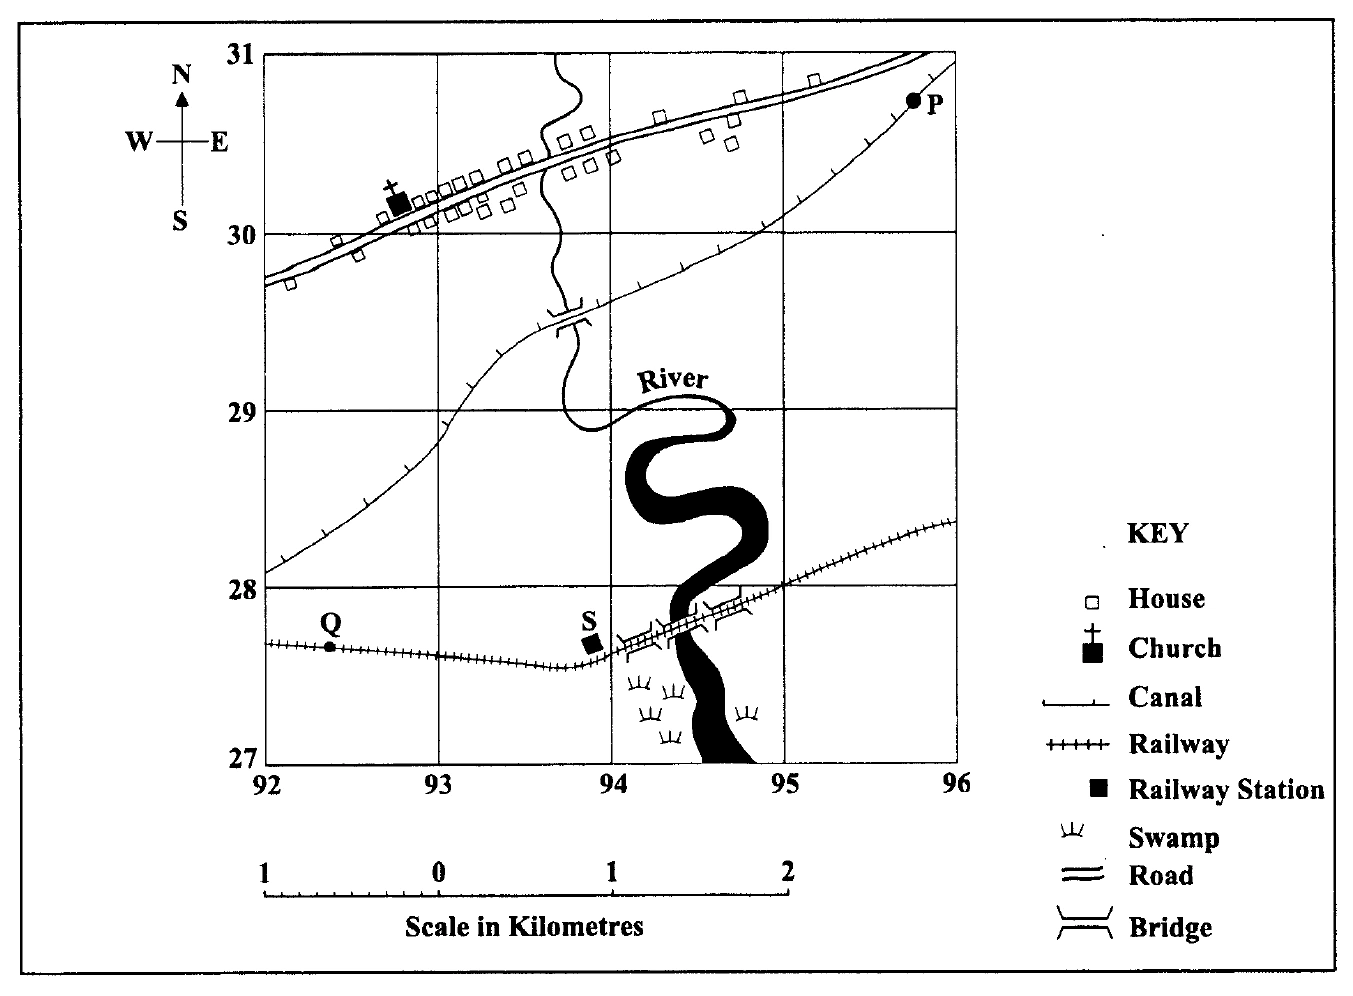 31
N
W E
P
S
30
River
29
KEY
28
House
Q
S
Church
Canal
Railway
27
92 93 94 95 96
Railway Station
Swamp
1 0 1 2
Road
Scale in Kilometres
Bridge